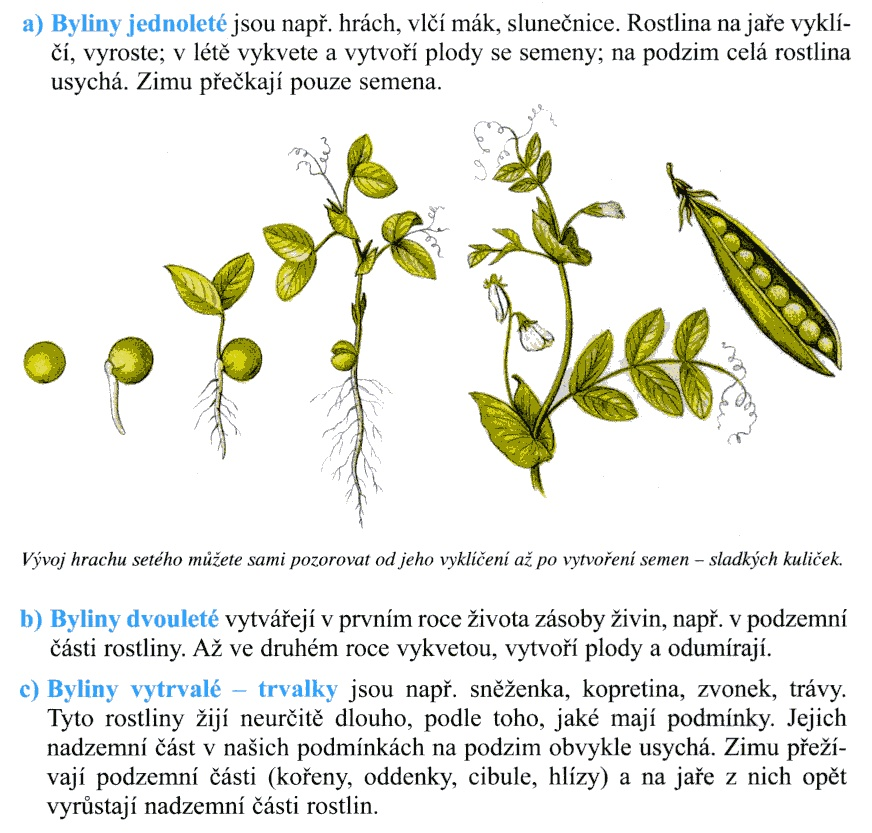 a) Byliny jednoleté jsou např. hrách, vlčí mák, slunečnice. Rostlina na jaře vyklí-
čí, vyroste; v létě vykvete a vytvoří plody se semeny; na podzim celá rostlina
usychá. Zimu přečkají pouze semena.
Vývoj hrachu setého můžete sami pozorovat od jeho vyklíčení až po vytvoření semen – sladkých kuliček.
b) Byliny dvouleté vytvářejí v prvním roce života zásoby živin, např. v podzemní
části rostliny. Až ve druhém roce vykvetou, vytvoří plody a odumírají.
c) Byliny vytrvalé – trvalky jsou např. sněženka, kopretina, zvonek, trávy.
Tyto rostliny žijí neurčitě dlouho, podle toho, jaké mají podmínky. Jejich
nadzemní část v našich podmínkách na podzim obvykle usychá. Zimu přeží-
vají podzemní části (kořeny, oddenky, cibule, hlízy) a na jaře z nich opět
vyrůstají nadzemní části rostlin.